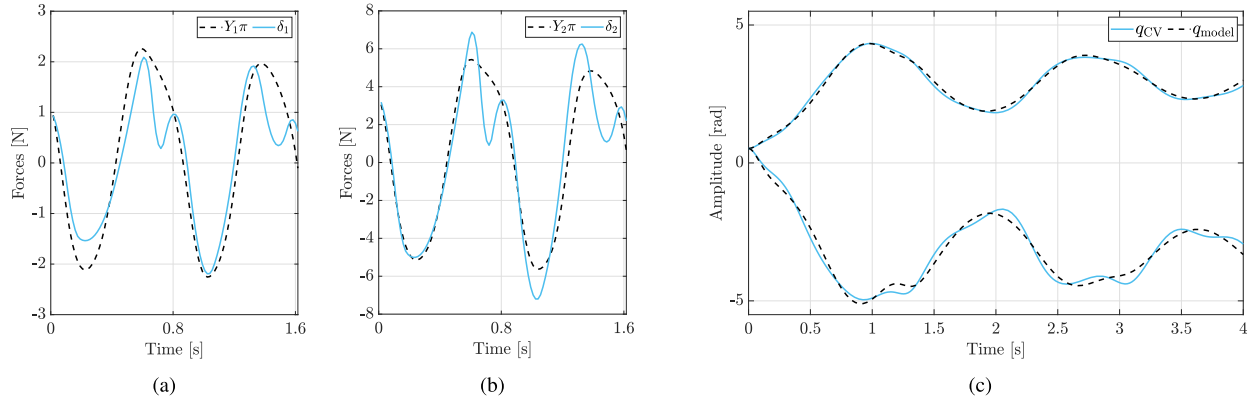 3
2
1
0
-1
-2
-3
Forces [N]
0 0.8 1.6
Time [s]
Y₁π δ₁
(a)
8
6
4
2
0
-2
-4
-6
-8
Forces [N]
0 0.8 1.6
Time [s]
Y₂π δ₂
(b)
5
0
-5
Amplitude [rad]
0 0.5 1 1.5 2 2.5 3 3.5 4
Time [s]
q_CV q_model
(c)